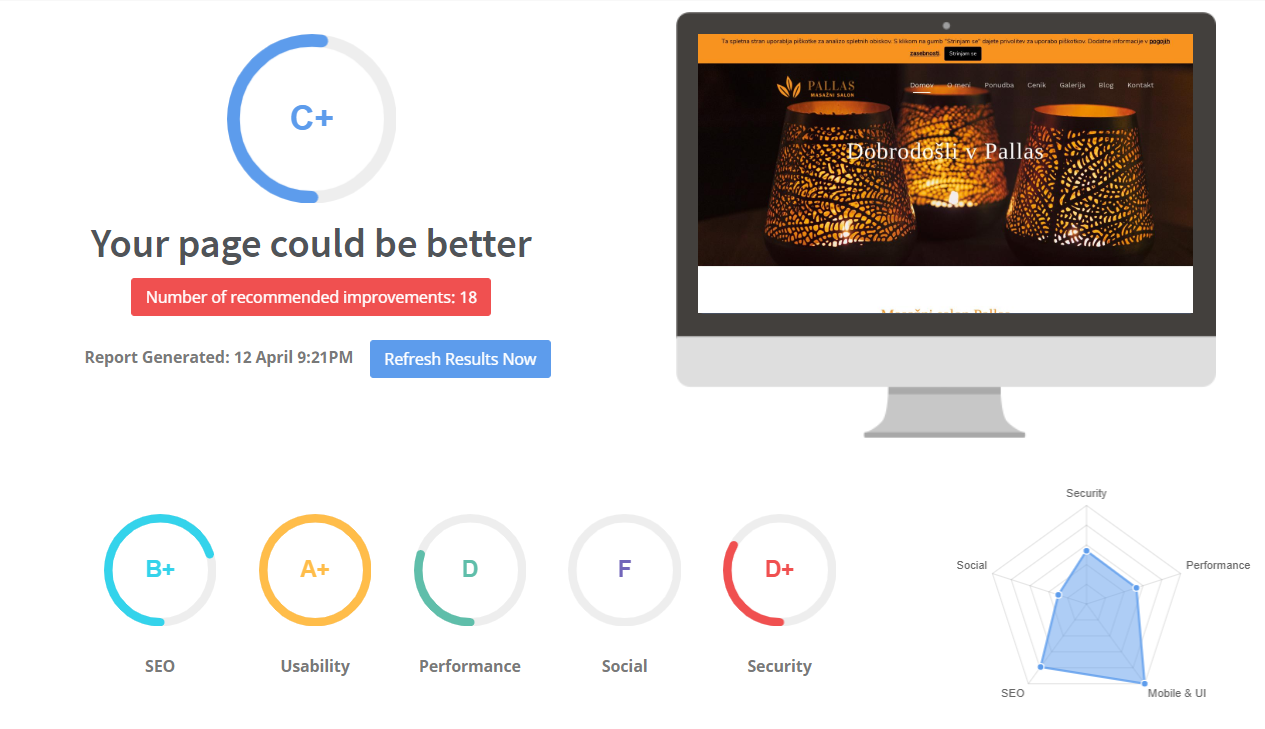 C+
Your page could be better
Number of recommended improvements: 18
Report Generated: 12 April 9:21PM
Refresh Results Now
Ta spletna stran uporablja piškotke za analizo spletnih obiskov. S klikom na gumb "Strinjam se" dajete privolitev za uporabo piškotkov. Dodatne informacije v pogojih
zasebnosti. Strinjam se
PALLAS
MASAŽNI SALON
Domov O meni Ponudba Cenik Galerija Blog Kontakt
Dobrodošli v Pallas
Masažni salon Pallas
B+ A+ D F D+
SEO Usability Performance Social Security
Security
Social Performance
SEO Mobile & UI